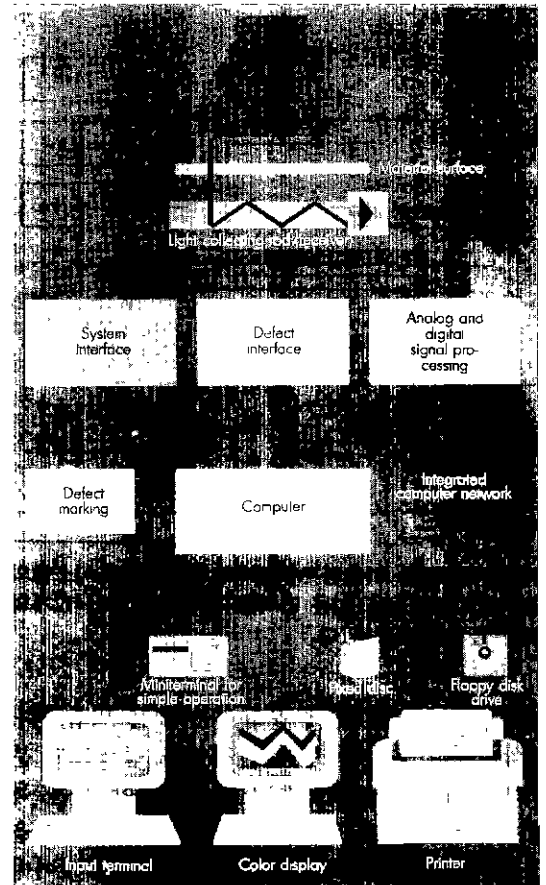 Material surface
Light collecting rod/receiver
System
interface
Defect
interface
Analog and
digital
signal pro-
cessing
Defect
marking
Computer
Integrated
computer network
Miniterminal for
simple operation
Fixed disc
Floppy disk
drive
Input terminal
Color display
Printer